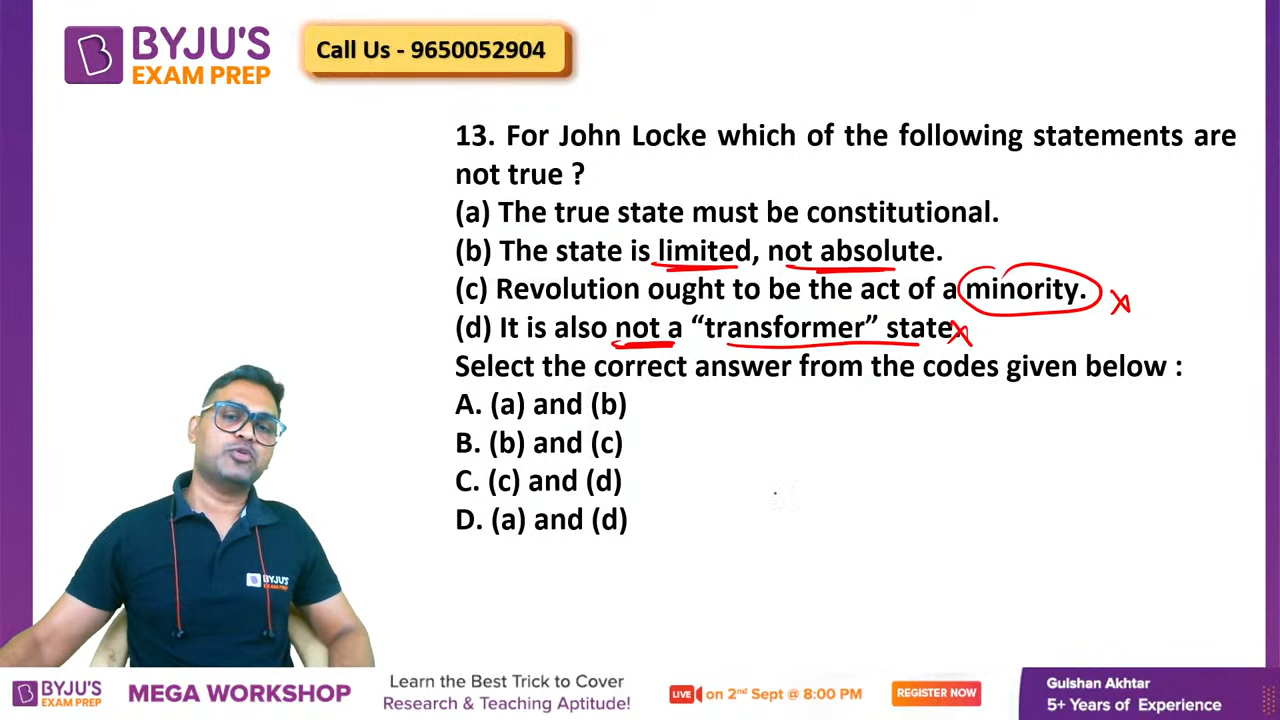 BYJU'S
EXAM PREP
Call Us - 9650052904
13. For John Locke which of the following statements are
not true ?
(a) The true state must be constitutional.
(b) The state is limited, not absolute.
(c) Revolution ought to be the act of a minority.
(d) It is also not a “transformer” state
Select the correct answer from the codes given below :
A. (a) and (b)
B. (b) and (c)
C. (c) and (d)
D. (a) and (d)
BYJU'S
EXAM PREP
BYJU'S
EXAM PREP
MEGA WORKSHOP
Learn the Best Trick to Cover
Research & Teaching Aptitude!
LIVE on 2nd Sept @ 8:00 PM
REGISTER NOW
Gulshan Akhtar
5+ Years of Experience